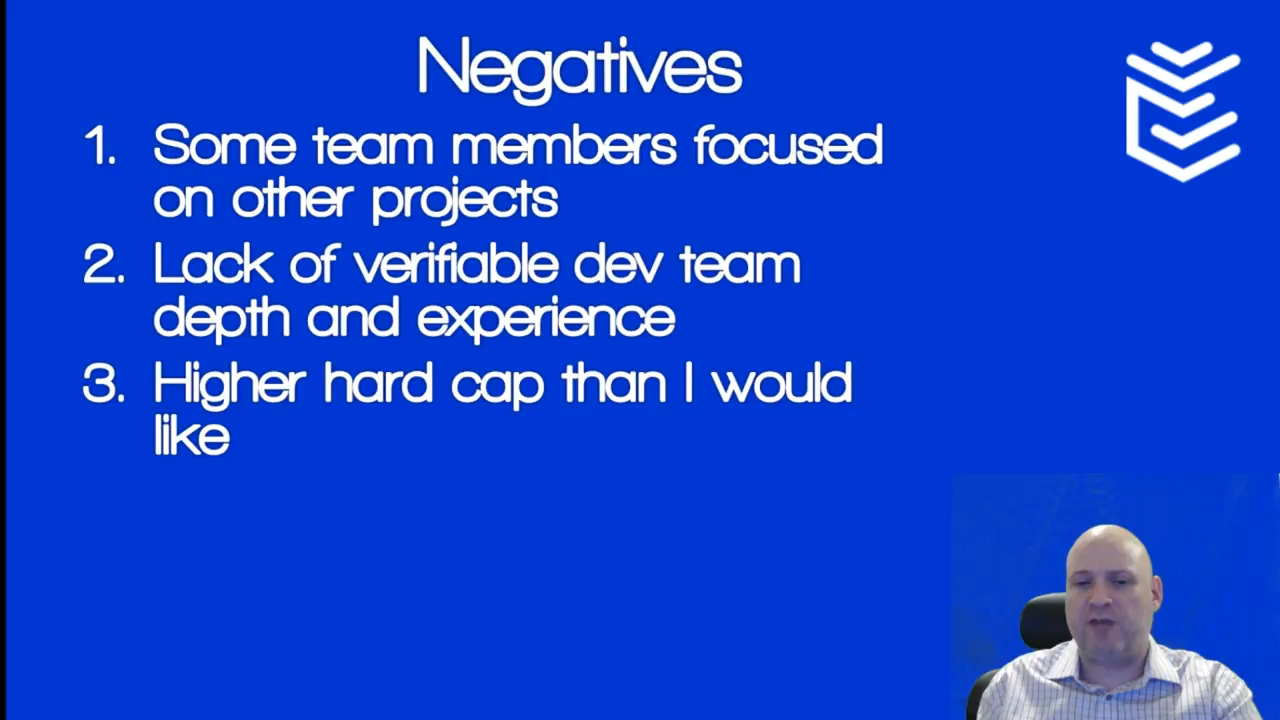 Negatives
1. Some team members focused
on other projects
2. Lack of verifiable dev team
depth and experience
3. Higher hard cap than I would
like